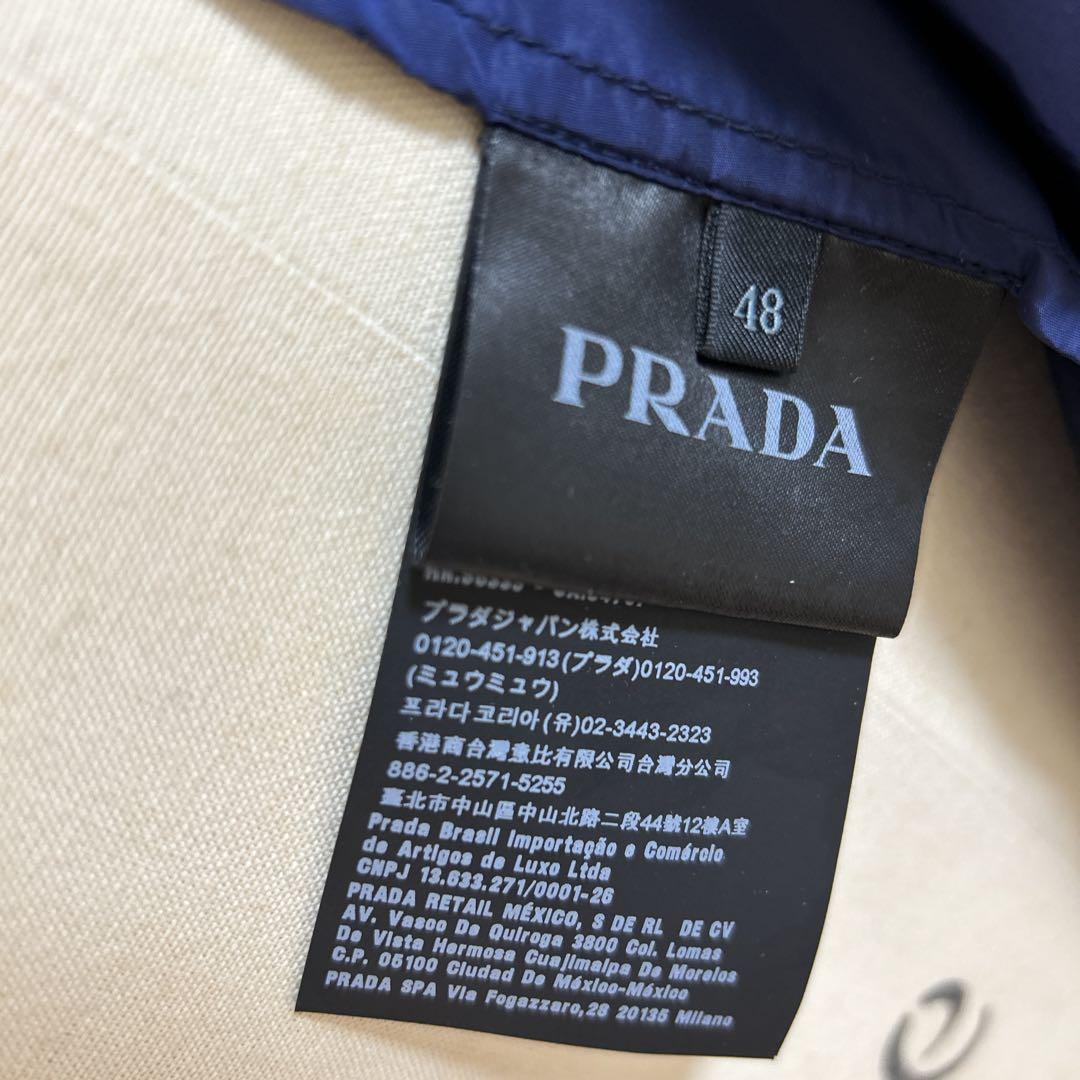 48
PRADA
プラダジャパン株式会社
0120-451-913(プラダ)0120-451-993
(ミュウミュウ)
프라다코리아(유)02-3443-2323
香港商台灣意比有限公司台灣分公司
886-2-2571-5255
臺北市中山區中山北路二段44號12樓A室
Prada Brasil Importação e Comércio
de Artigos de Luxo Ltda
CNPJ 13.633.271/0001-26
PRADA RETAIL MÉXICO, S DE RL DE CV
AV. Vasco De Quiroga 3800 Col. Lomas
De Vista Hermosa Cuajimalpa De Morelos
C.P. 05100 Ciudad De México-México
PRADA SPA Via Fogazzaro,28 20135 Milano